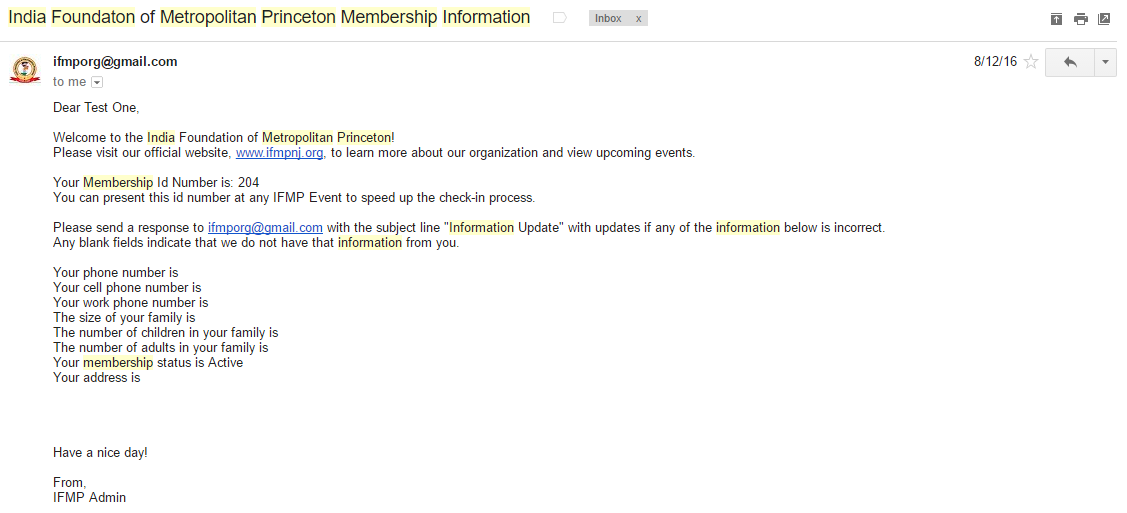 India Foundaton of Metropolitan Princeton Membership Information
Inbox x
ifmporg@gmail.com
8/12/16
to me
Dear Test One,
Welcome to the India Foundation of Metropolitan Princeton!
Please visit our official website, www.ifmpnj.org, to learn more about our organization and view upcoming events.
Your Membership Id Number is: 204
You can present this id number at any IFMP Event to speed up the check-in process.
Please send a response to ifmporg@gmail.com with the subject line "Information Update" with updates if any of the information below is incorrect.
Any blank fields indicate that we do not have that information from you.
Your phone number is
Your cell phone number is
Your work phone number is
The size of your family is
The number of children in your family is
The number of adults in your family is
Your membership status is Active
Your address is
Have a nice day!
From,
IFMP Admin